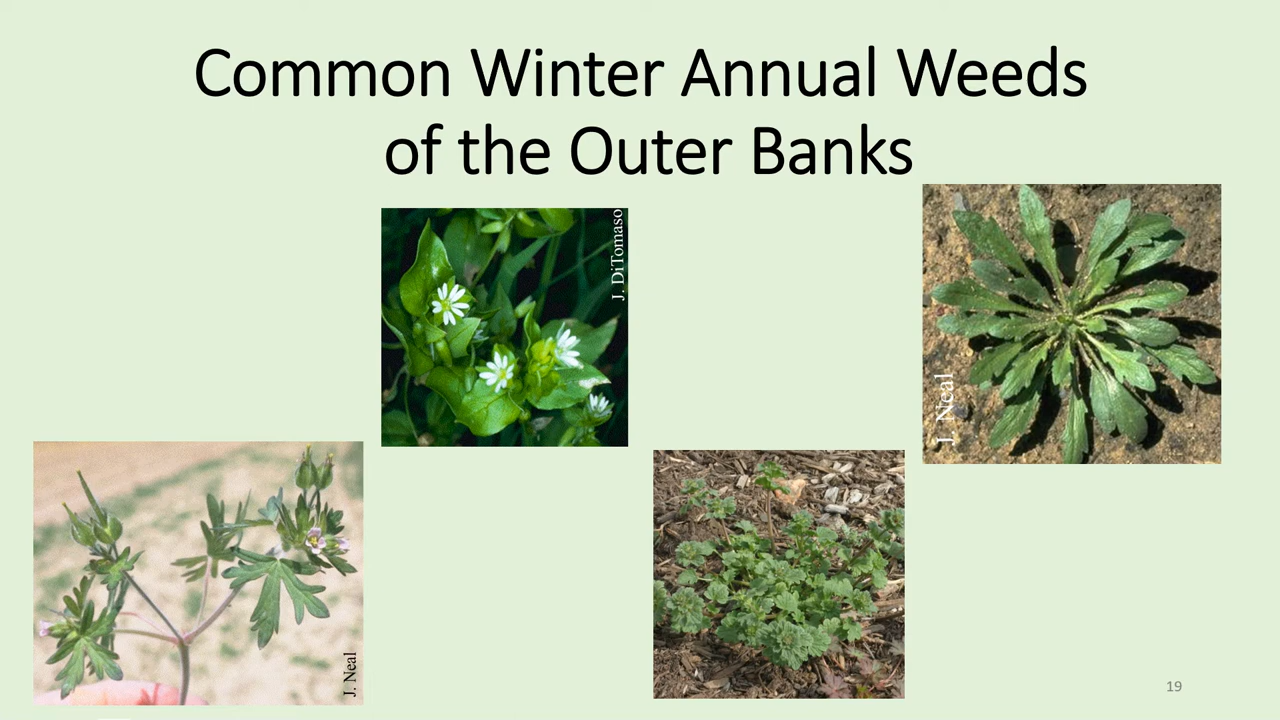 Common Winter Annual Weeds
of the Outer Banks
J. DiTomaso
J. Neal
J. Neal
19